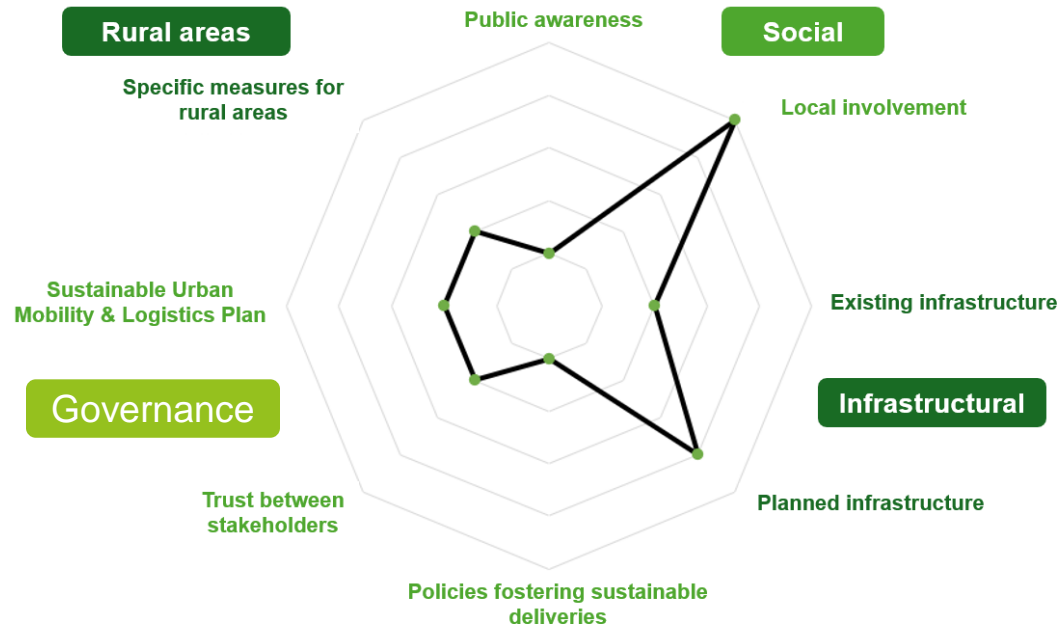 Public awareness
Rural areas
Social
Specific measures for
rural areas
Local involvement
Sustainable Urban
Mobility & Logistics Plan
Existing infrastructure
Governance
Infrastructural
Trust between
stakeholders
Planned infrastructure
Policies fostering sustainable
deliveries